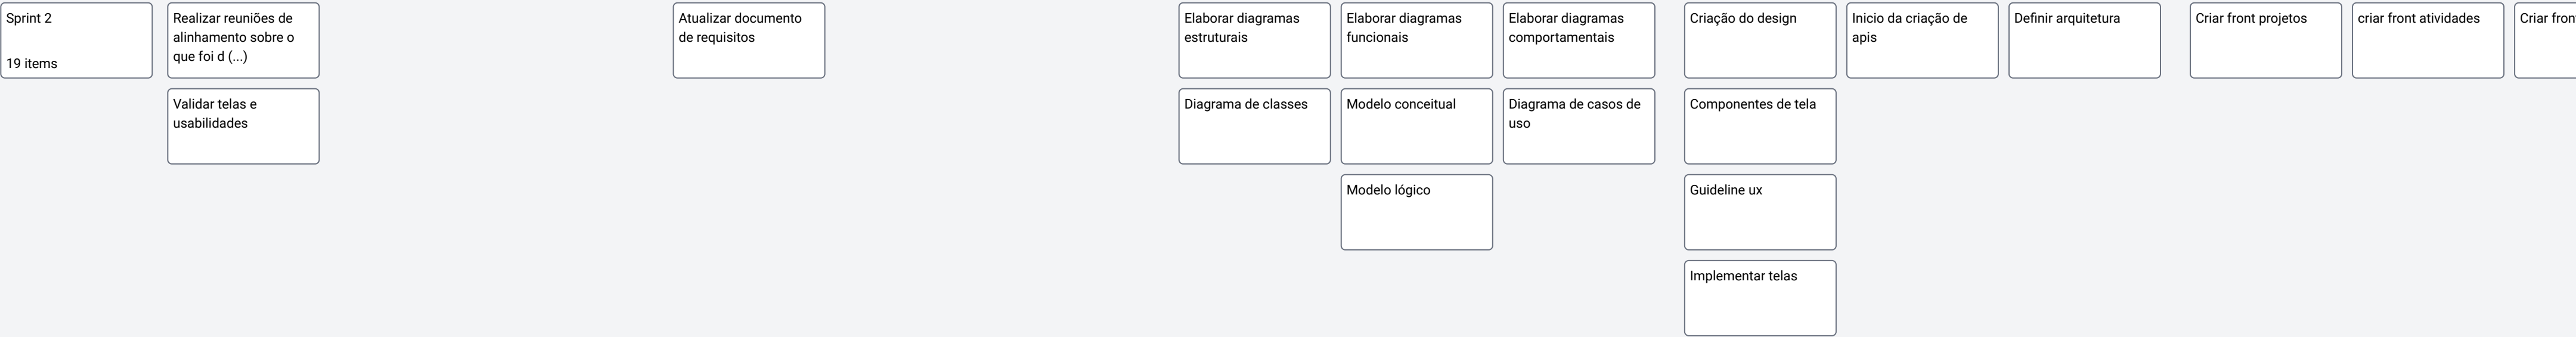 Sprint 2
19 items
Realizar reuniões de
alinhamento sobre o
que foi d (...)
Atualizar documento
de requisitos
Elaborar diagramas
estruturais
Elaborar diagramas
funcionais
Elaborar diagramas
comportamentais
Criação do design
Inicio da criação de
apis
Definir arquitetura
Criar front projetos
criar front atividades
Criar fron
Validar telas e
usabilidades
Diagrama de classes
Modelo conceitual
Diagrama de casos de
uso
Componentes de tela
Modelo lógico
Guideline ux
Implementar telas